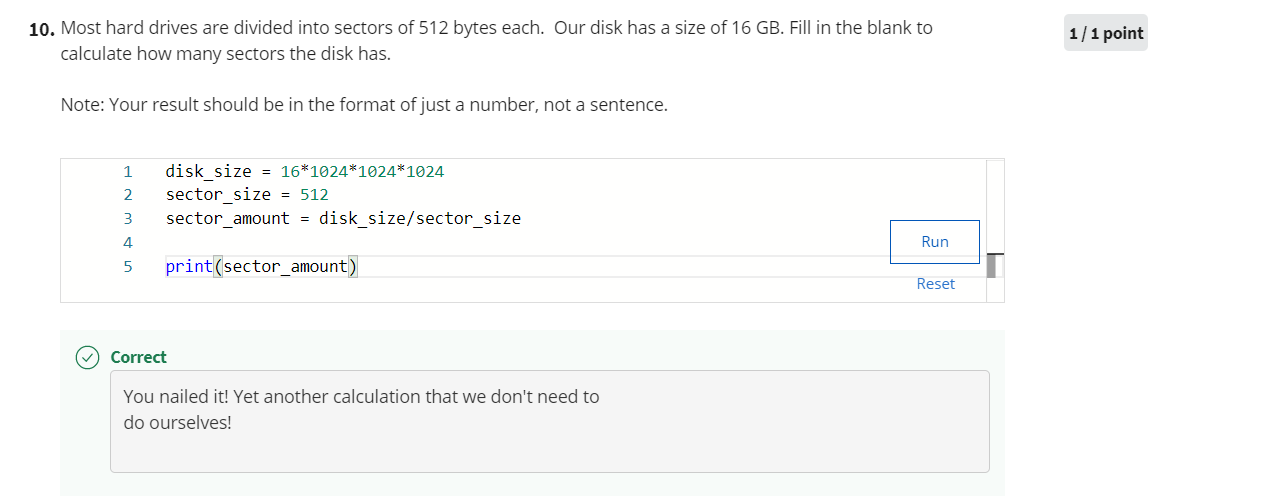 10. Most hard drives are divided into sectors of 512 bytes each.  Our disk has a size of 16 GB. Fill in the blank to
1 / 1 point
calculate how many sectors the disk has.
Note: Your result should be in the format of just a number, not a sentence.
1 disk_size = 16*1024*1024*1024
2 sector_size = 512
3 sector_amount = disk_size/sector_size
4
5 print(sector_amount)
Run
Reset
Correct
You nailed it! Yet another calculation that we don't need to
do ourselves!